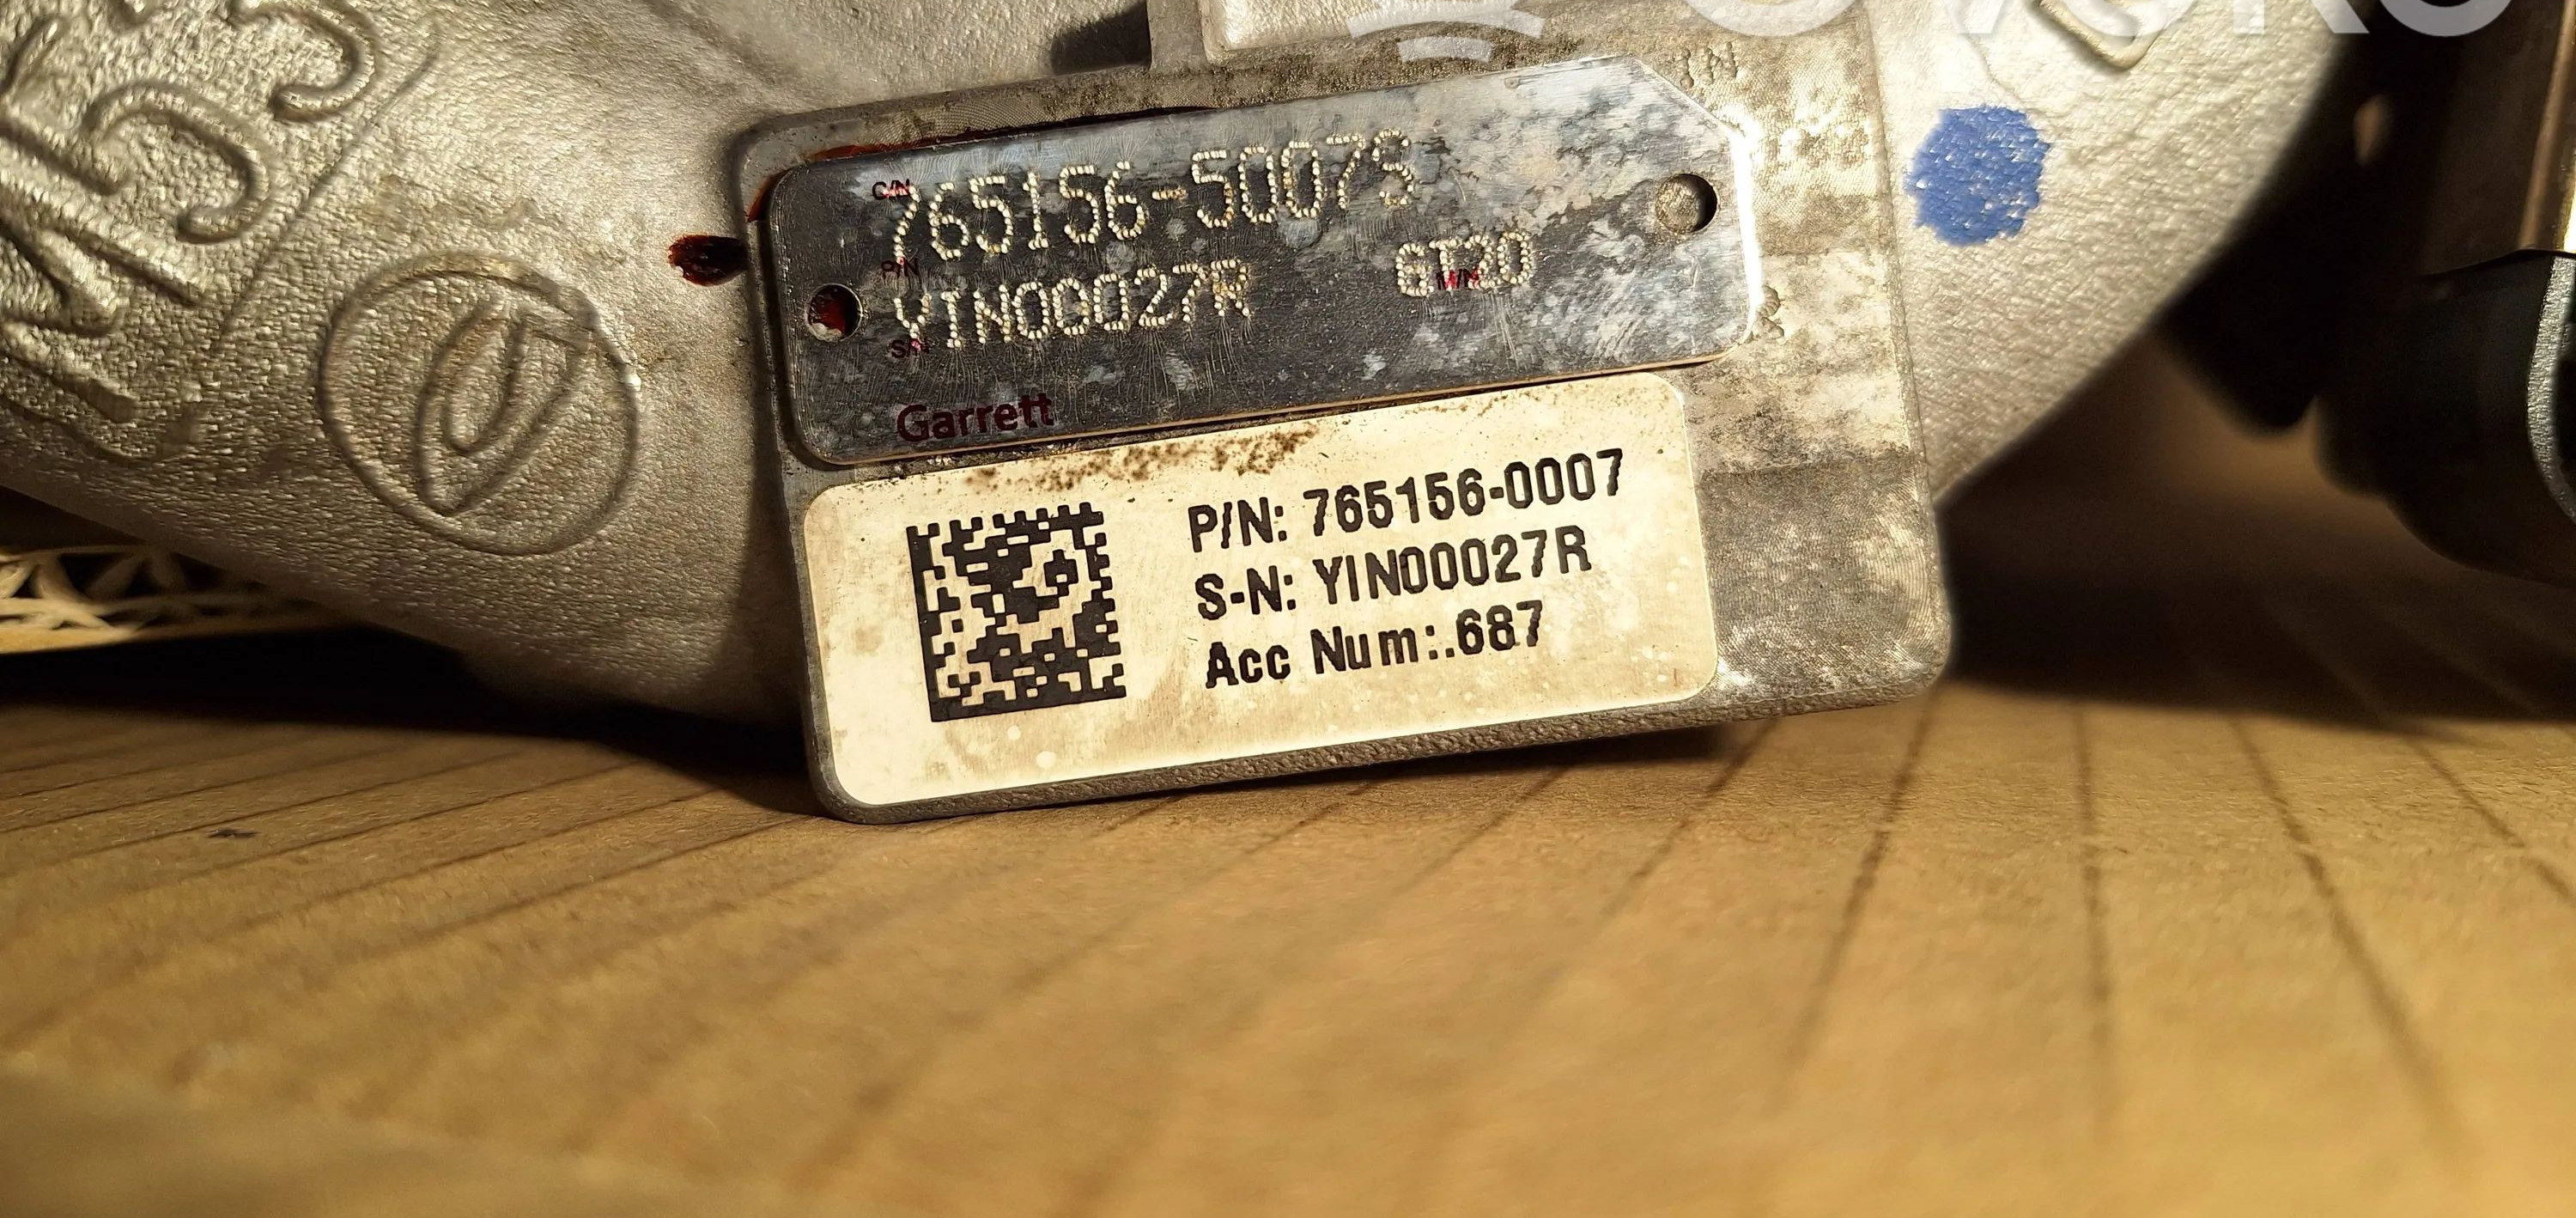 C/N
765156-5007S
P/N
YIN00027R
GT20
M/N
S/N
Garrett
P/N: 765156-0007
S-N: YIN00027R
Acc Num:.687